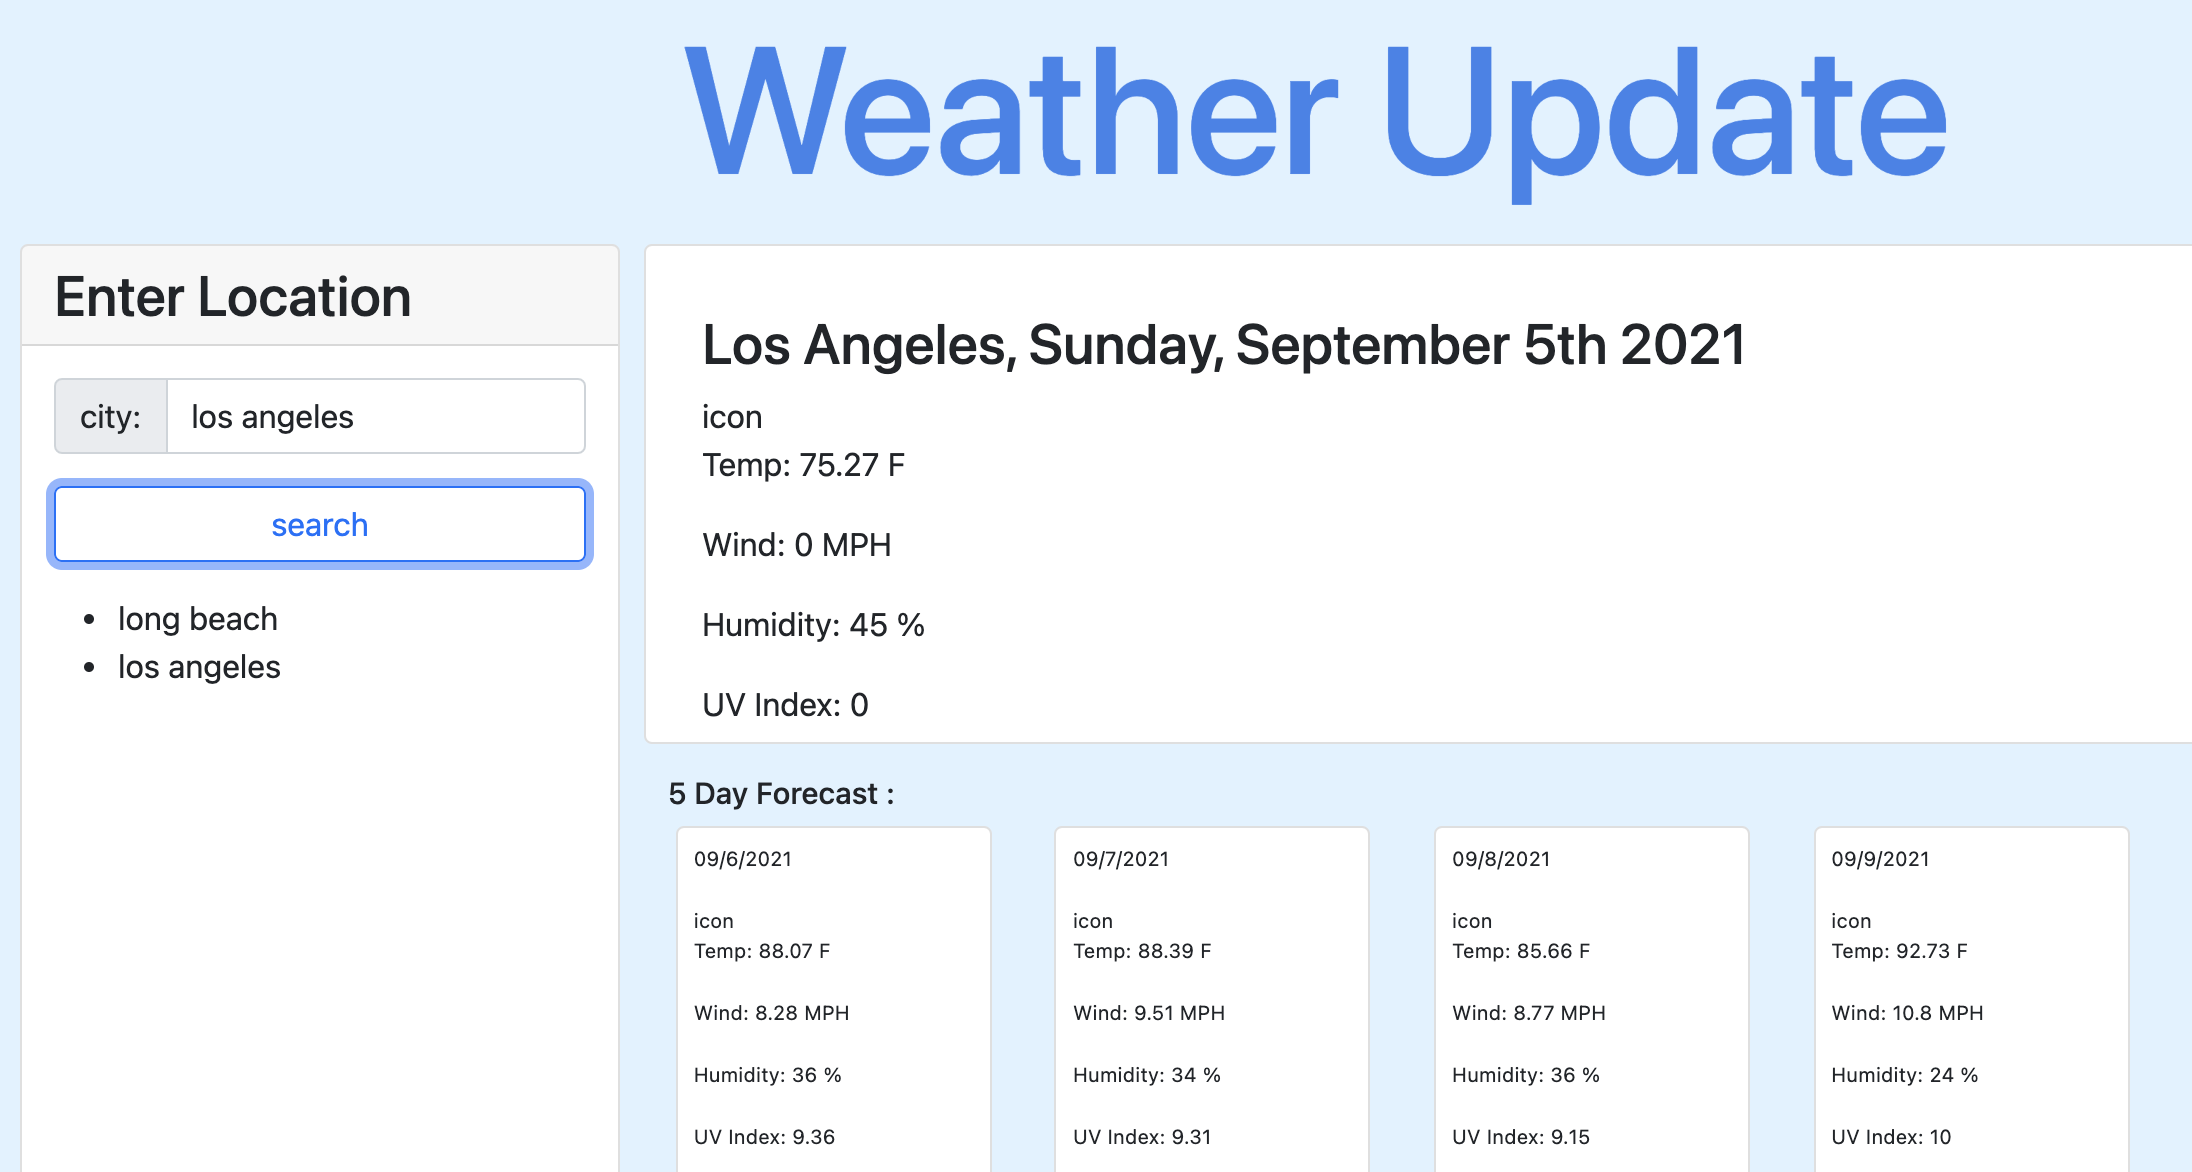 Weather Update
Enter Location
city: los angeles
search
• long beach
• los angeles
Los Angeles, Sunday, September 5th 2021
icon
Temp: 75.27 F
Wind: 0 MPH
Humidity: 45 %
UV Index: 0
5 Day Forecast :
09/6/2021
icon
Temp: 88.07 F
Wind: 8.28 MPH
Humidity: 36 %
UV Index: 9.36
09/7/2021
icon
Temp: 88.39 F
Wind: 9.51 MPH
Humidity: 34 %
UV Index: 9.31
09/8/2021
icon
Temp: 85.66 F
Wind: 8.77 MPH
Humidity: 36 %
UV Index: 9.15
09/9/2021
icon
Temp: 92.73 F
Wind: 10.8 MPH
Humidity: 24 %
UV Index: 10